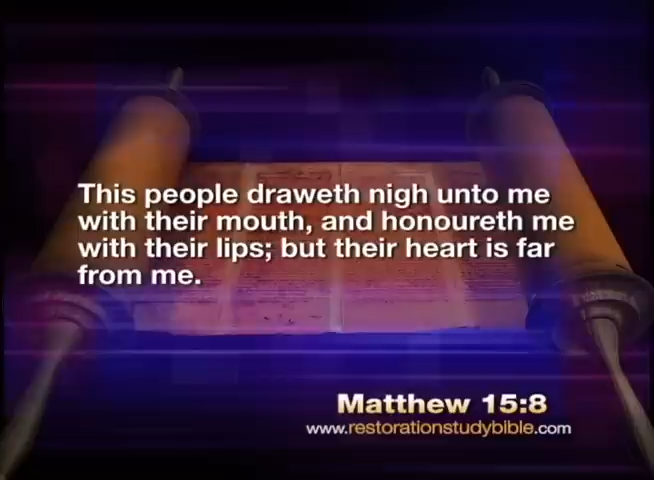 This people draweth nigh unto me
with their mouth, and honoureth me
with their lips; but their heart is far
from me.
Matthew 15:8
www.restorationstudybible.com